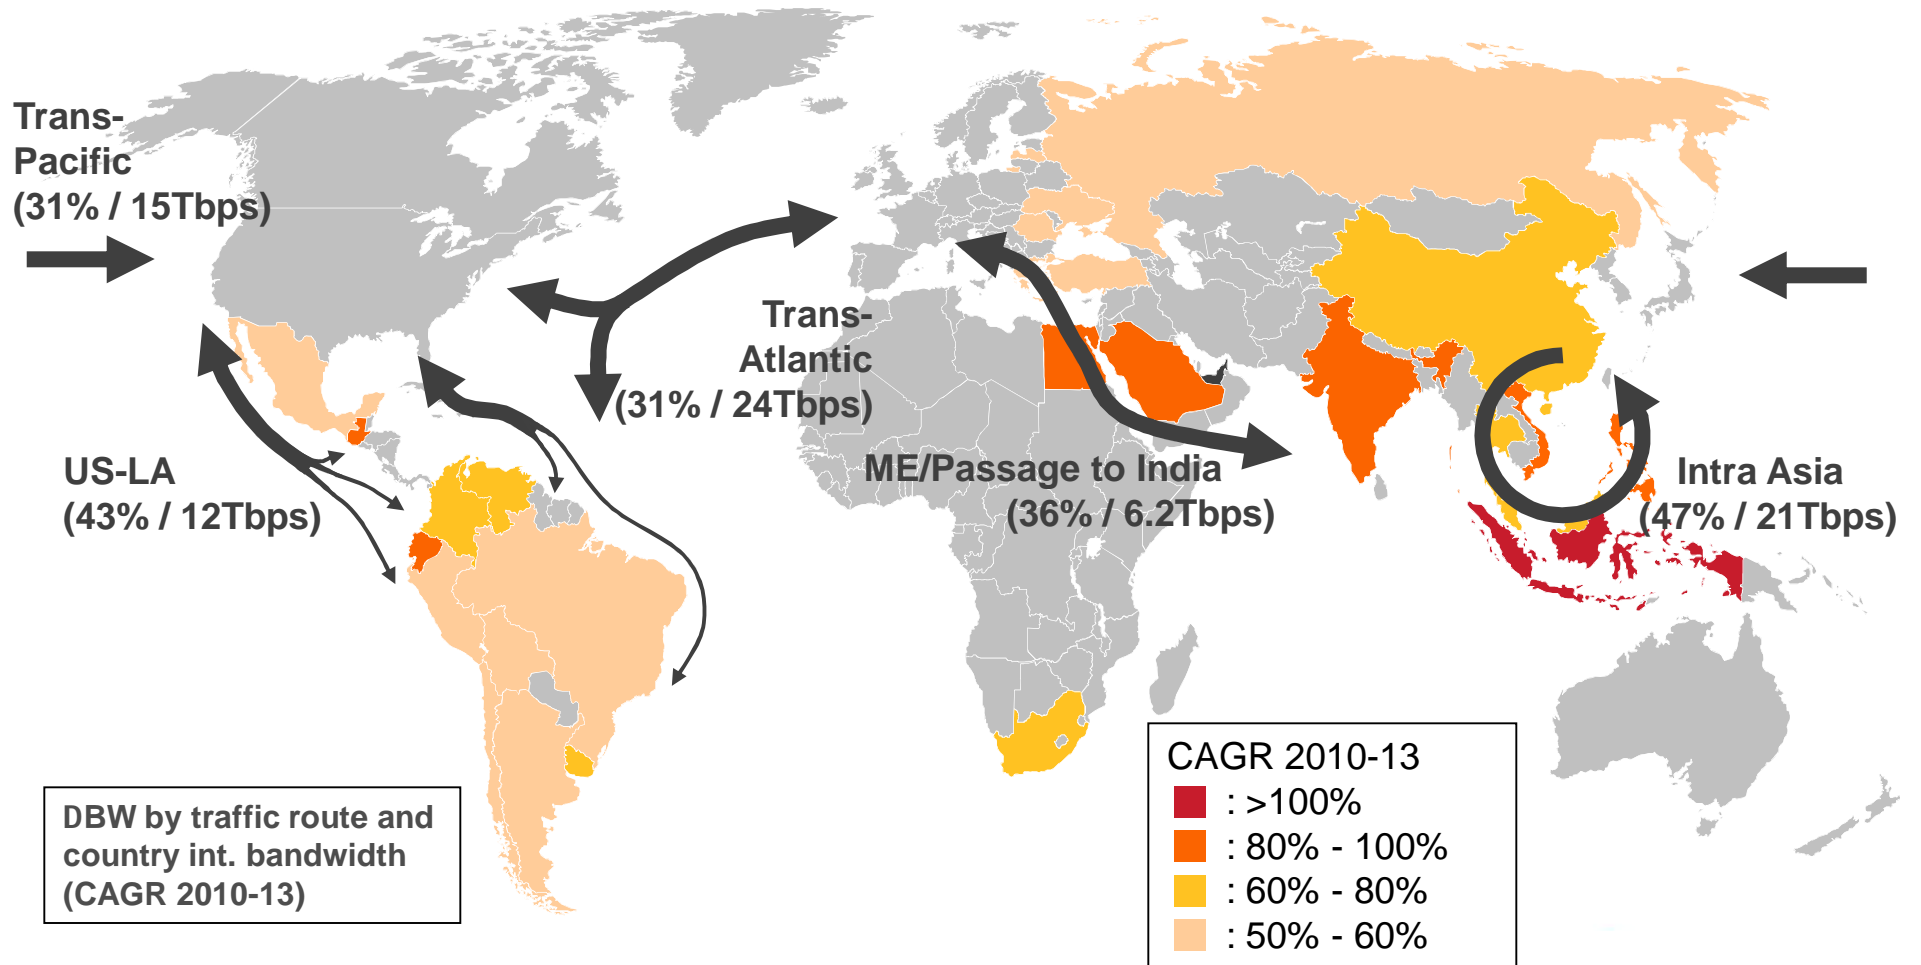 Trans-
Pacific
(31% / 15Tbps)
Trans-
Atlantic
(31% / 24Tbps)
US-LA
(43% / 12Tbps)
ME/Passage to India
(36% / 6.2Tbps)
Intra Asia
(47% / 21Tbps)
DBW by traffic route and
country int. bandwidth
(CAGR 2010-13)
CAGR 2010-13
: >100%
: 80% - 100%
: 60% - 80%
: 50% - 60%